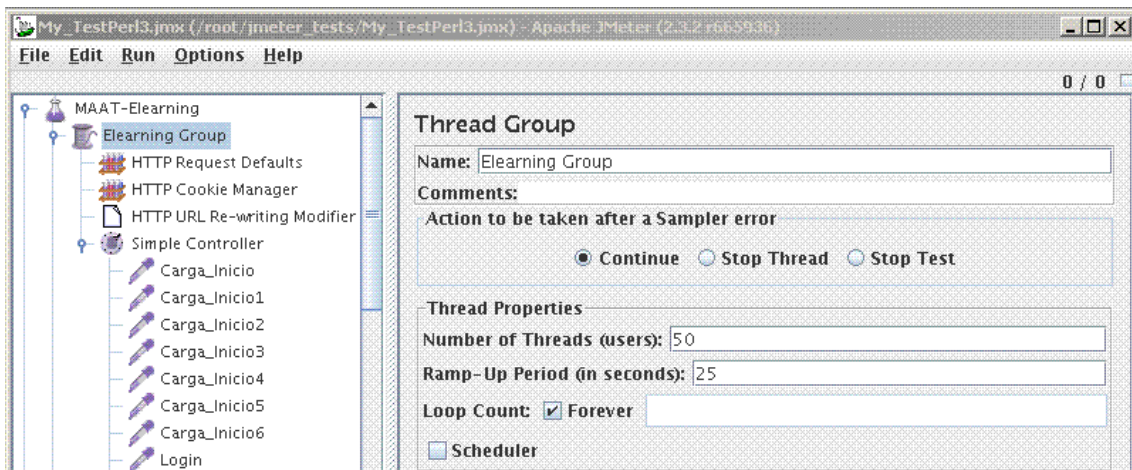 My_TestPerl3.jmx (/root/jmeter_tests/My_TestPerl3.jmx) - Apache JMeter (2.3.2 r665936)
File Edit Run Options Help
0 / 0
MAAT-Elearning
Elearning Group
HTTP Request Defaults
HTTP Cookie Manager
HTTP URL Re-writing Modifier
Simple Controller
Carga_Inicio
Carga_Inicio1
Carga_Inicio2
Carga_Inicio3
Carga_Inicio4
Carga_Inicio5
Carga_Inicio6
Login
Thread Group
Name: Elearning Group
Comments:
Action to be taken after a Sampler error
Continue Stop Thread Stop Test
Thread Properties
Number of Threads (users): 50
Ramp-Up Period (in seconds): 25
Loop Count: Forever
Scheduler